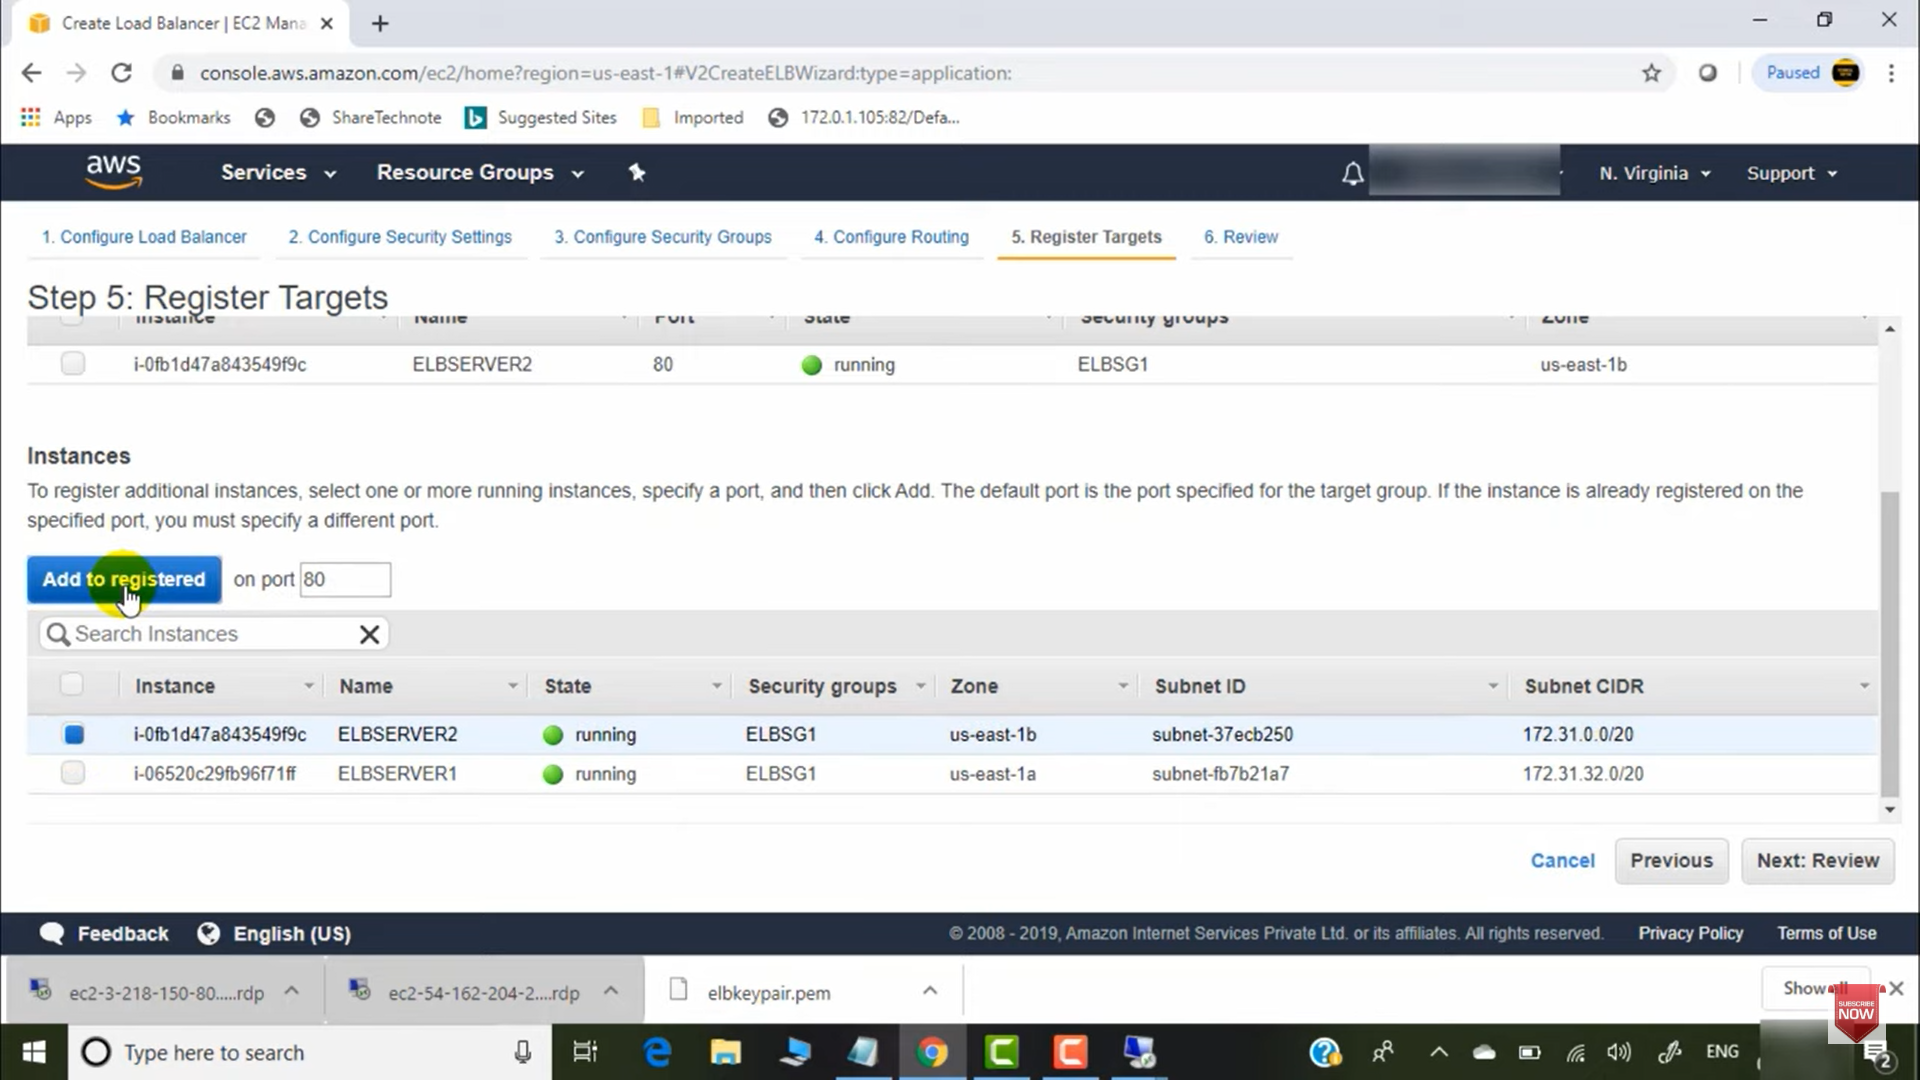 Create Load Balancer | EC2 Mana
console.aws.amazon.com/ec2/home?region=us-east-1#V2CreateELBWizard:type=application:
Paused
Apps Bookmarks ShareTechnote Suggested Sites Imported 172.0.1.105:82/Defa...
aws Services Resource Groups N. Virginia Support
1. Configure Load Balancer 2. Configure Security Settings 3. Configure Security Groups 4. Configure Routing 5. Register Targets 6. Review
Step 5: Register Targets
Instance Name Port State Security groups Zone
i-0fb1d47a843549f9c ELBSERVER2 80 running ELBSG1 us-east-1b
Instances
To register additional instances, select one or more running instances, specify a port, and then click Add. The default port is the port specified for the target group. If the instance is already registered on the
specified port, you must specify a different port.
Add to registered on port 80
Search Instances
Instance Name State Security groups Zone Subnet ID Subnet CIDR
i-0fb1d47a843549f9c ELBSERVER2 running ELBSG1 us-east-1b subnet-37ecb250 172.31.0.0/20
i-06520c29fb96f71ff ELBSERVER1 running ELBSG1 us-east-1a subnet-fb7b21a7 172.31.32.0/20
Cancel Previous Next: Review
Feedback English (US) © 2008 - 2019, Amazon Internet Services Private Ltd. or its affiliates. All rights reserved. Privacy Policy Terms of Use
ec2-3-218-150-80.....rdp ec2-54-162-204-2....rdp elbkeypair.pem Show all
SUBSCRIBE
NOW
Type here to search ENG 2